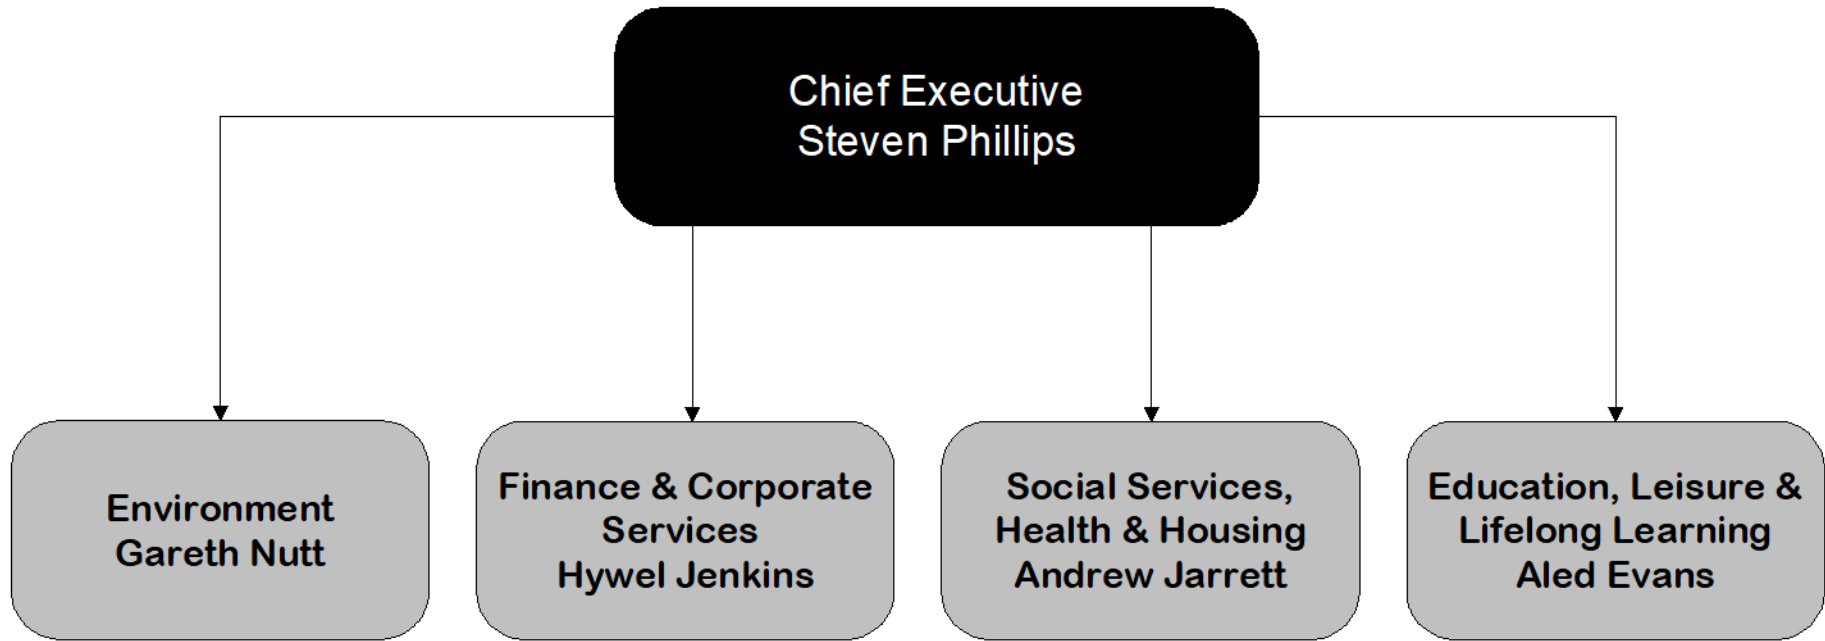 Chief Executive
Steven Phillips
Environment
Gareth Nutt
Finance & Corporate
Services
Hywel Jenkins
Social Services,
Health & Housing
Andrew Jarrett
Education, Leisure &
Lifelong Learning
Aled Evans